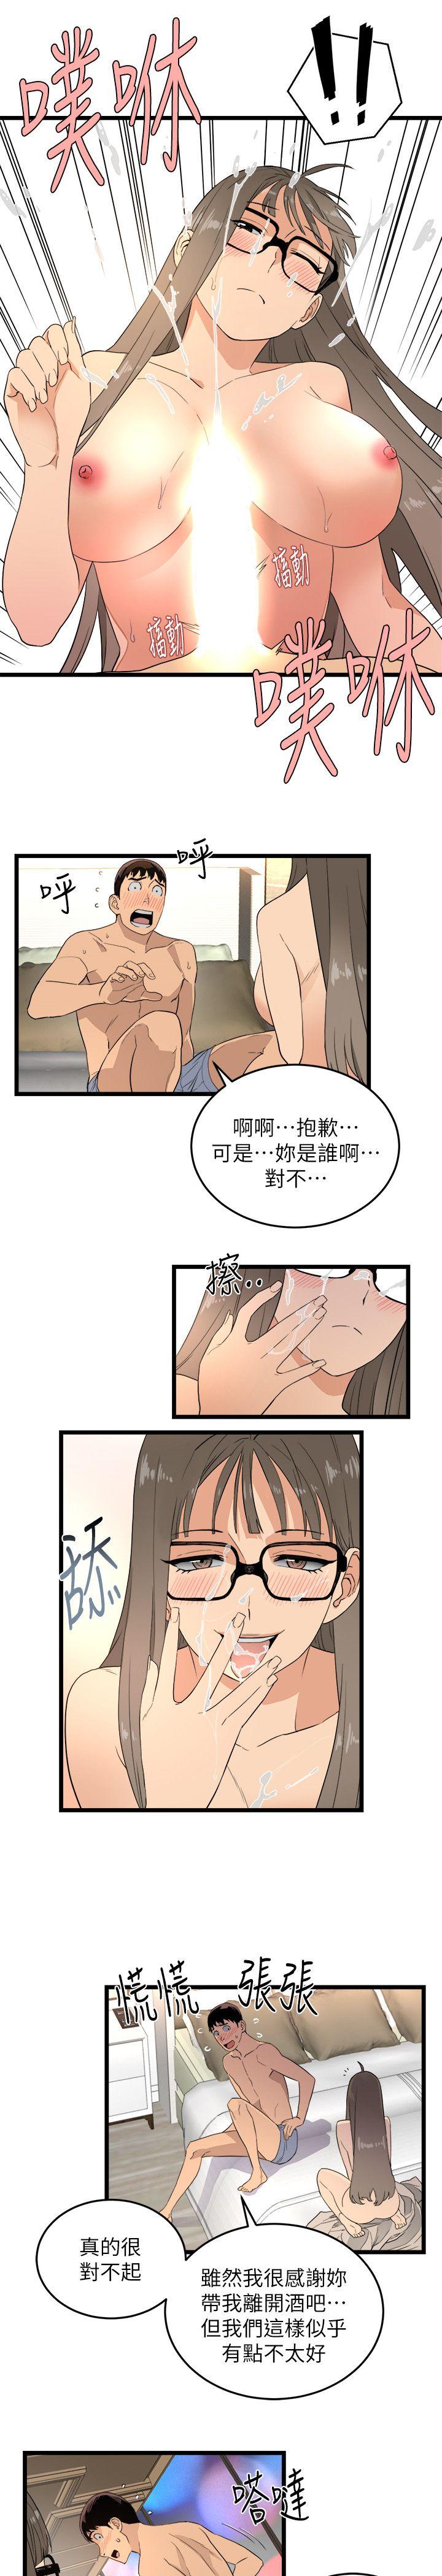 !!
噗咻
搐動
搐動
噗咻
呼
呼
啊啊…抱歉…
可是…妳是誰啊…
對不…
擦..
舔
慌慌 張張
真的很
對不起
雖然我很感謝妳
帶我離開酒吧…
但我們這樣似乎
有點不太好
嗒噠